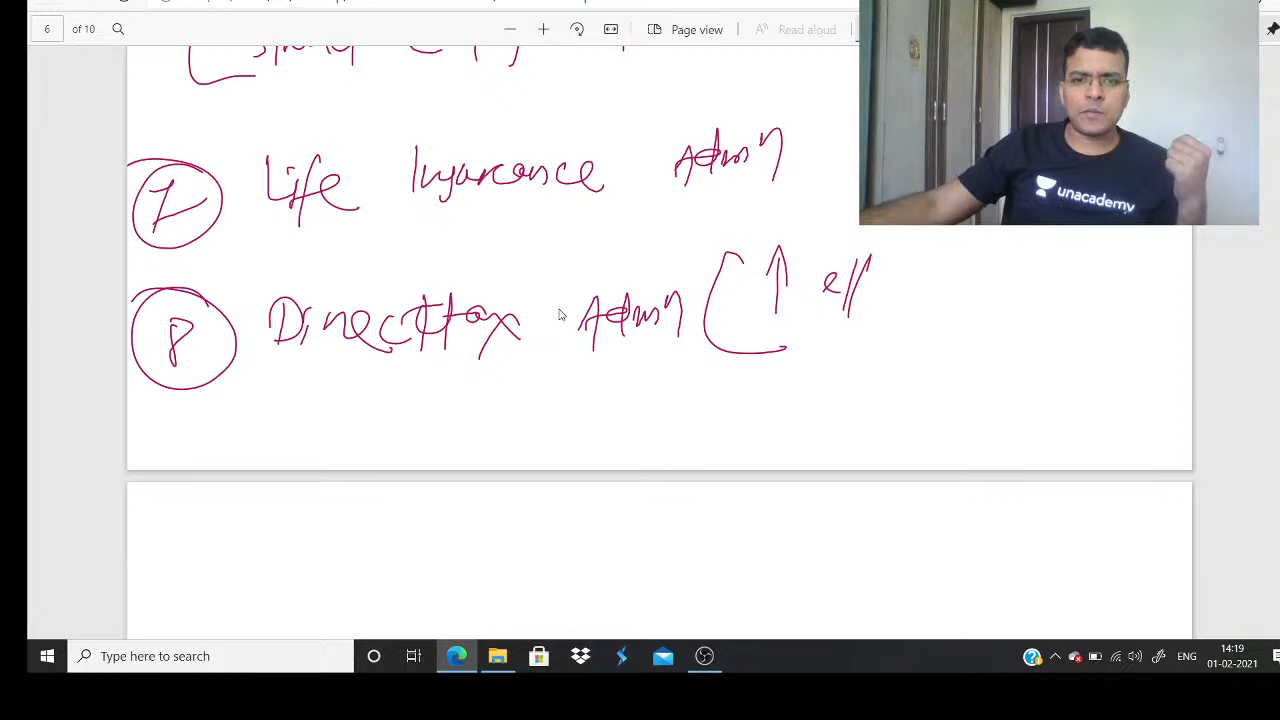 6 of 10 Page view Read aloud
unacademy
7 Life Insurance Admn
8 Direct tax Admn ↑ eff
Type here to search
ENG 14:19
01-02-2021